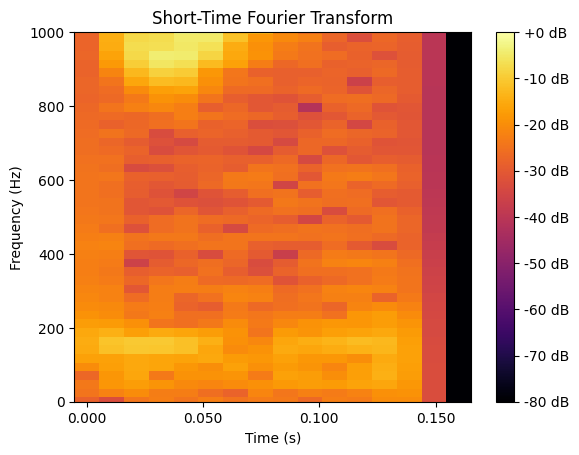 Short-Time Fourier Transform
Frequency (Hz)
1000
800
600
400
200
0
0.000
0.050
0.100
0.150
Time (s)
+0 dB
-10 dB
-20 dB
-30 dB
-40 dB
-50 dB
-60 dB
-70 dB
-80 dB